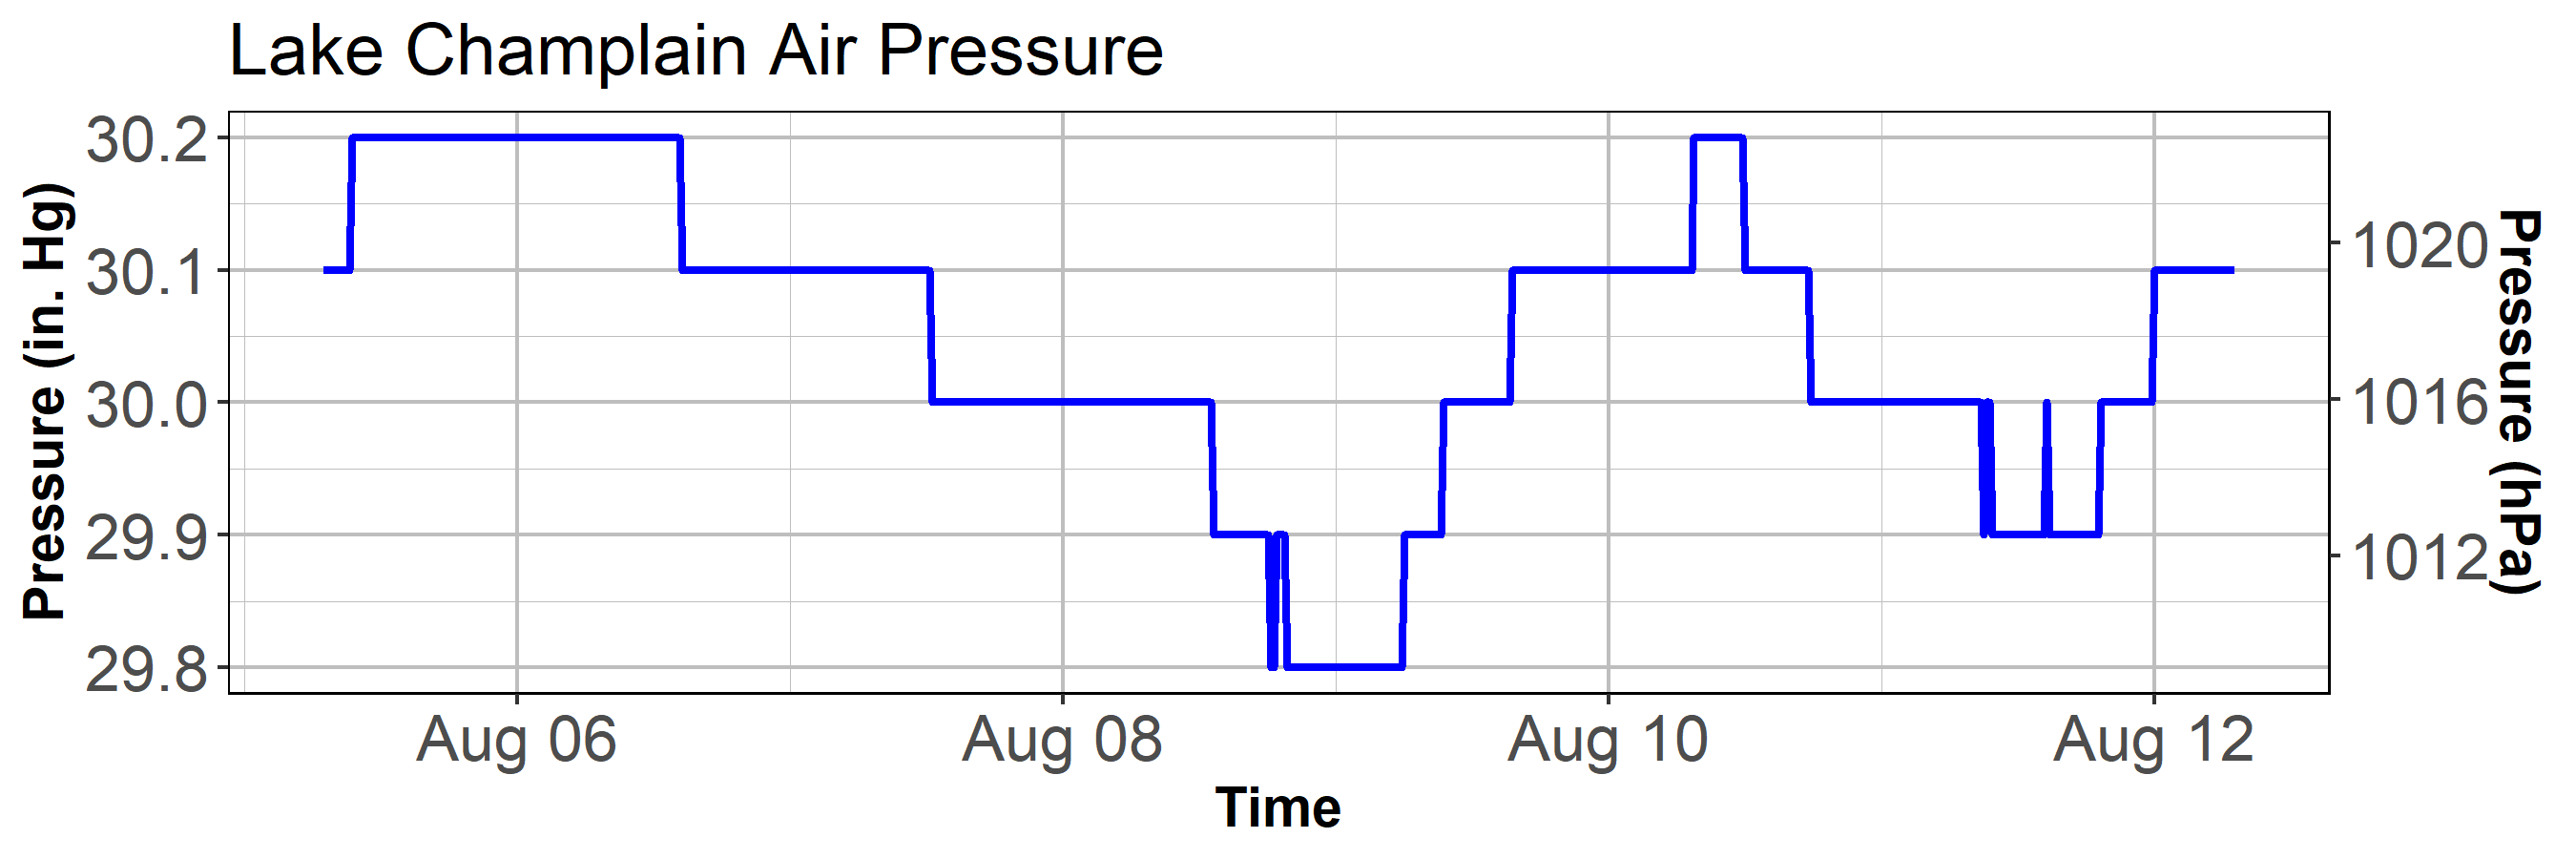 Lake Champlain Air Pressure
Pressure (in. Hg)
30.2
30.1
30.0
29.9
29.8
1020
1016
1012
Pressure (hPa)
Aug 06
Aug 08
Aug 10
Aug 12
Time